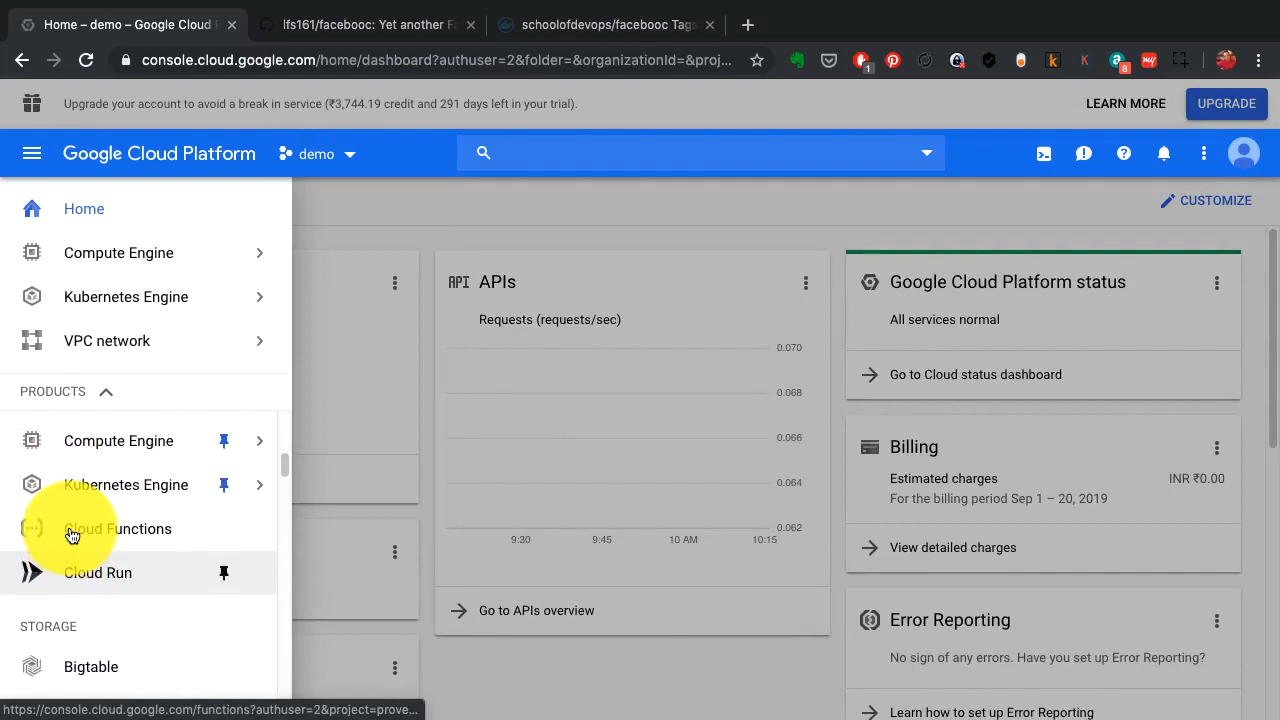 Home – demo – Google Cloud P
lfs161/facebooc: Yet another Fa
schoolofdevops/facebooc Tags
console.cloud.google.com/home/dashboard?authuser=2&folder=&organizationId=&proj...
1
8
my
K
k
a
Upgrade your account to avoid a break in service (₹3,744.19 credit and 291 days left in your trial).
LEARN MORE
UPGRADE
Google Cloud Platform
demo
CUSTOMIZE
Home
Compute Engine
Kubernetes Engine
VPC network
PRODUCTS
Compute Engine
Kubernetes Engine
Cloud Functions
Cloud Run
STORAGE
Bigtable
API APIs
Requests (requests/sec)
0.070
0.068
0.066
0.064
0.062
9:30
9:45
10 AM
10:15
Go to APIs overview
Google Cloud Platform status
All services normal
Go to Cloud status dashboard
Billing
Estimated charges
INR ₹0.00
For the billing period Sep 1 – 20, 2019
View detailed charges
Error Reporting
No sign of any errors. Have you set up Error Reporting?
Learn how to set up Error Reporting
https://console.cloud.google.com/functions?authuser=2&project=prove...